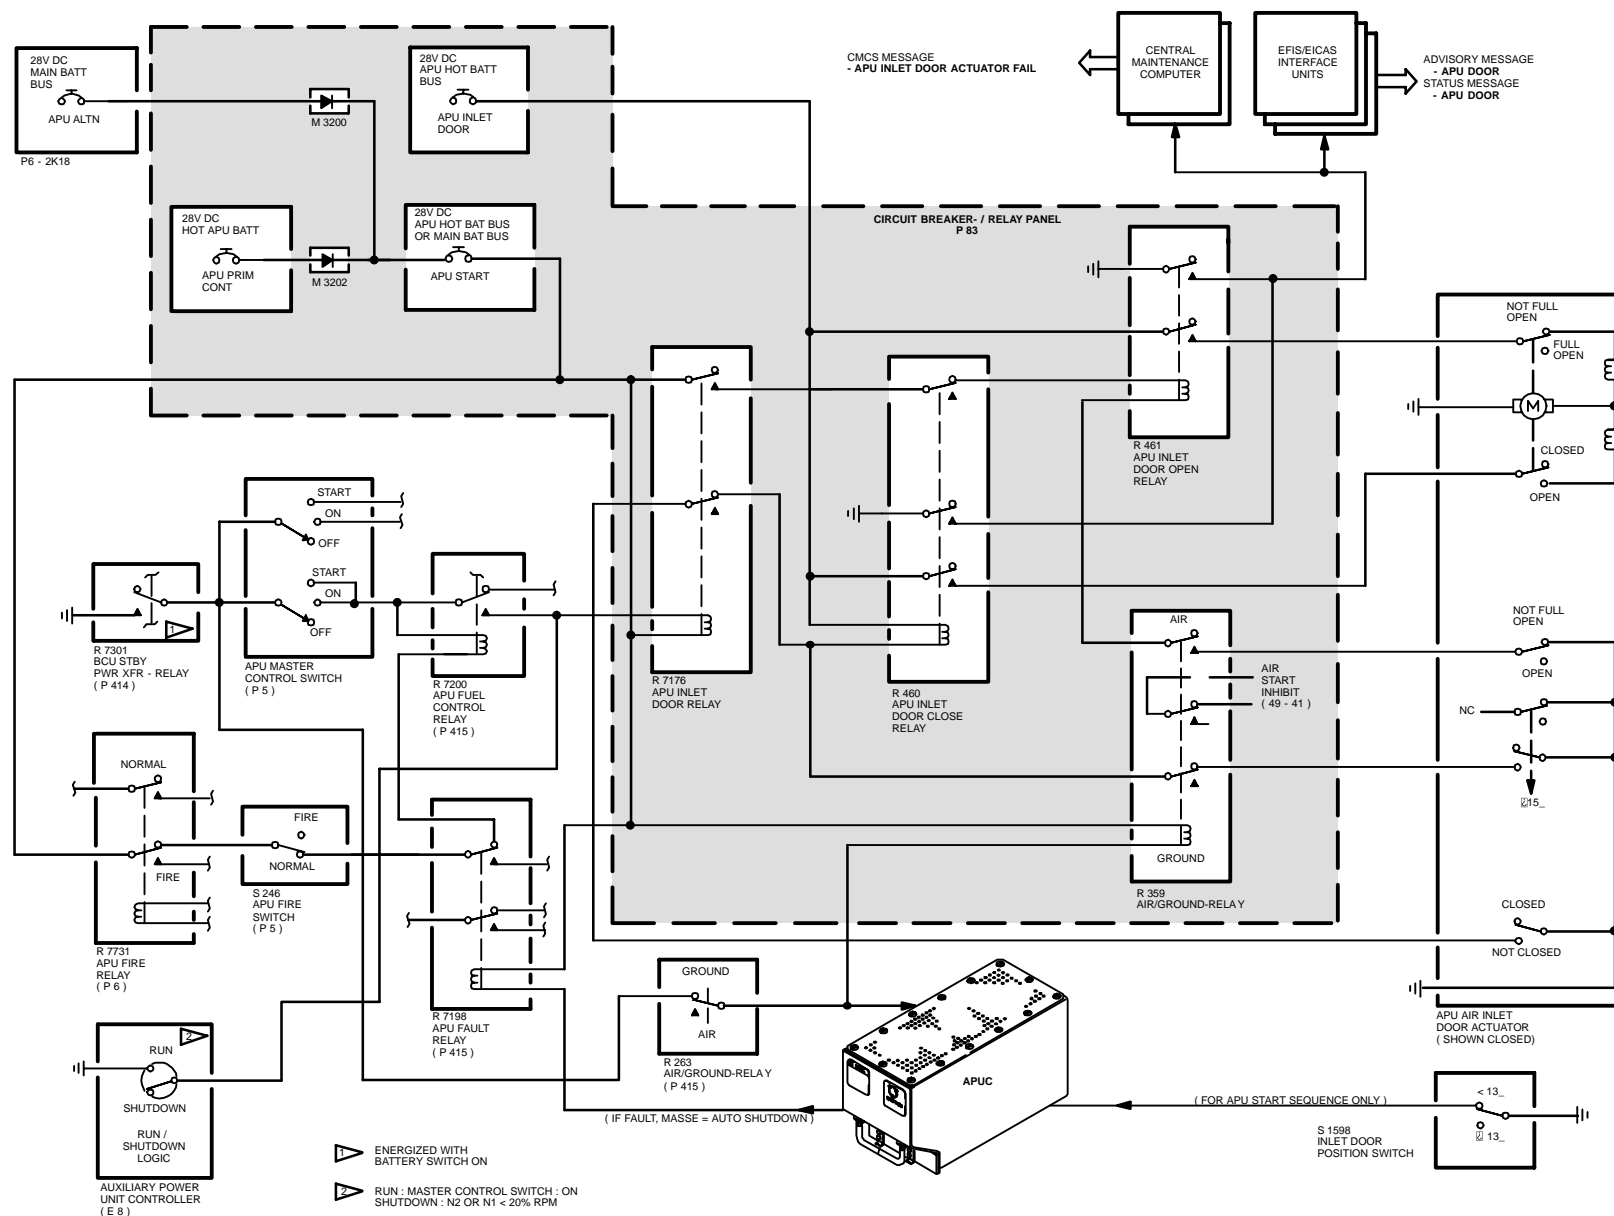 28V DC
MAIN BATT
BUS
APU ALTN
P6 - 2K18
M 3200
28V DC
APU HOT BATT
BUS
APU INLET
DOOR
CMCS MESSAGE
- APU INLET DOOR ACTUATOR FAIL
CENTRAL
MAINTENANCE
COMPUTER
EFIS/EICAS
INTERFACE
UNITS
ADVISORY MESSAGE
- APU DOOR
STATUS MESSAGE
- APU DOOR
28V DC
HOT APU BATT
APU PRIM
CONT
M 3202
28V DC
APU HOT BAT BUS
OR MAIN BAT BUS
APU START
CIRCUIT BREAKER- / RELAY PANEL
P 83
R 461
APU INLET
DOOR OPEN
RELAY
NOT FULL
OPEN
FULL
OPEN
M
CLOSED
OPEN
START
ON
OFF
START
ON
OFF
APU MASTER
CONTROL SWITCH
( P 5 )
1
R 7301
BCU STBY
PWR XFR - RELAY
( P 414 )
R 7200
APU FUEL
CONTROL
RELAY
( P 415 )
R 7176
APU INLET
DOOR RELAY
R 460
APU INLET
DOOR CLOSE
RELAY
AIR
AIR
START
INHIBIT
( 49 - 41 )
GROUND
R 359
AIR/GROUND-RELAY
NOT FULL
OPEN
OPEN
NC
15_
CLOSED
NOT CLOSED
APU AIR INLET
DOOR ACTUATOR
( SHOWN CLOSED)
NORMAL
FIRE
R 7731
APU FIRE
RELAY
( P 6 )
FIRE
NORMAL
S 246
APU FIRE
SWITCH
( P 5 )
R 7198
APU FAULT
RELAY
( P 415 )
GROUND
AIR
R 263
AIR/GROUND-RELAY
( P 415 )
APUC
( IF FAULT, MASSE = AUTO SHUTDOWN )
( FOR APU START SEQUENCE ONLY )
< 13_
13_
S 1598
INLET DOOR
POSITION SWITCH
2
RUN
SHUTDOWN
RUN /
SHUTDOWN
LOGIC
AUXILIARY POWER
UNIT CONTROLLER
( E 8 )
1 ENERGIZED WITH
BATTERY SWITCH ON
2 RUN : MASTER CONTROL SWITCH : ON
SHUTDOWN : N2 OR N1 < 20% RPM